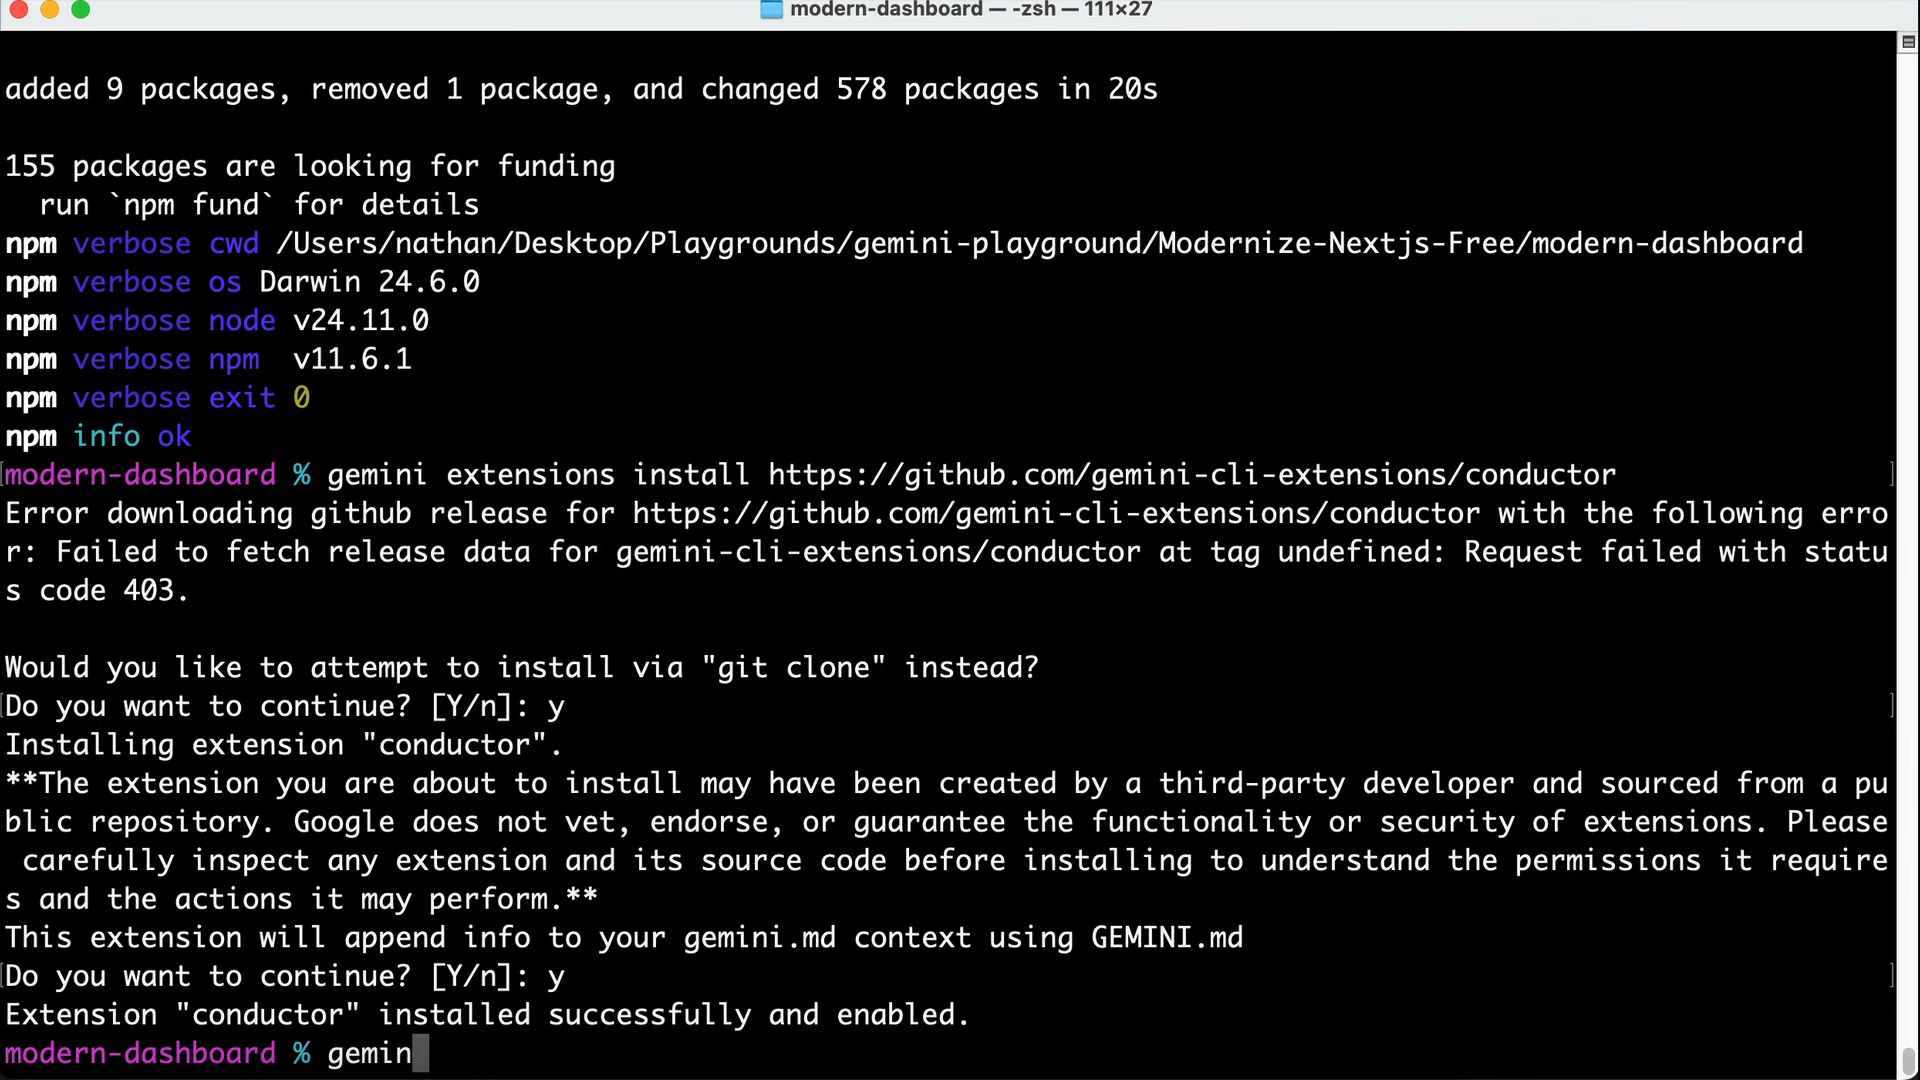 modern-dashboard — -zsh — 111×27
added 9 packages, removed 1 package, and changed 578 packages in 20s
155 packages are looking for funding
  run `npm fund` for details
npm verbose cwd /Users/nathan/Desktop/Playgrounds/gemini-playground/Modernize-Nextjs-Free/modern-dashboard
npm verbose os Darwin 24.6.0
npm verbose node v24.11.0
npm verbose npm  v11.6.1
npm verbose exit 0
npm info ok
[modern-dashboard % gemini extensions install https://github.com/gemini-cli-extensions/conductor ]
Error downloading github release for https://github.com/gemini-cli-extensions/conductor with the following erro
r: Failed to fetch release data for gemini-cli-extensions/conductor at tag undefined: Request failed with statu
s code 403.
Would you like to attempt to install via "git clone" instead?
[Do you want to continue? [Y/n]: y ]
Installing extension "conductor".
**The extension you are about to install may have been created by a third-party developer and sourced from a pu
blic repository. Google does not vet, endorse, or guarantee the functionality or security of extensions. Please
 carefully inspect any extension and its source code before installing to understand the permissions it require
s and the actions it may perform.**
This extension will append info to your gemini.md context using GEMINI.md
[Do you want to continue? [Y/n]: y ]
Extension "conductor" installed successfully and enabled.
modern-dashboard % gemin